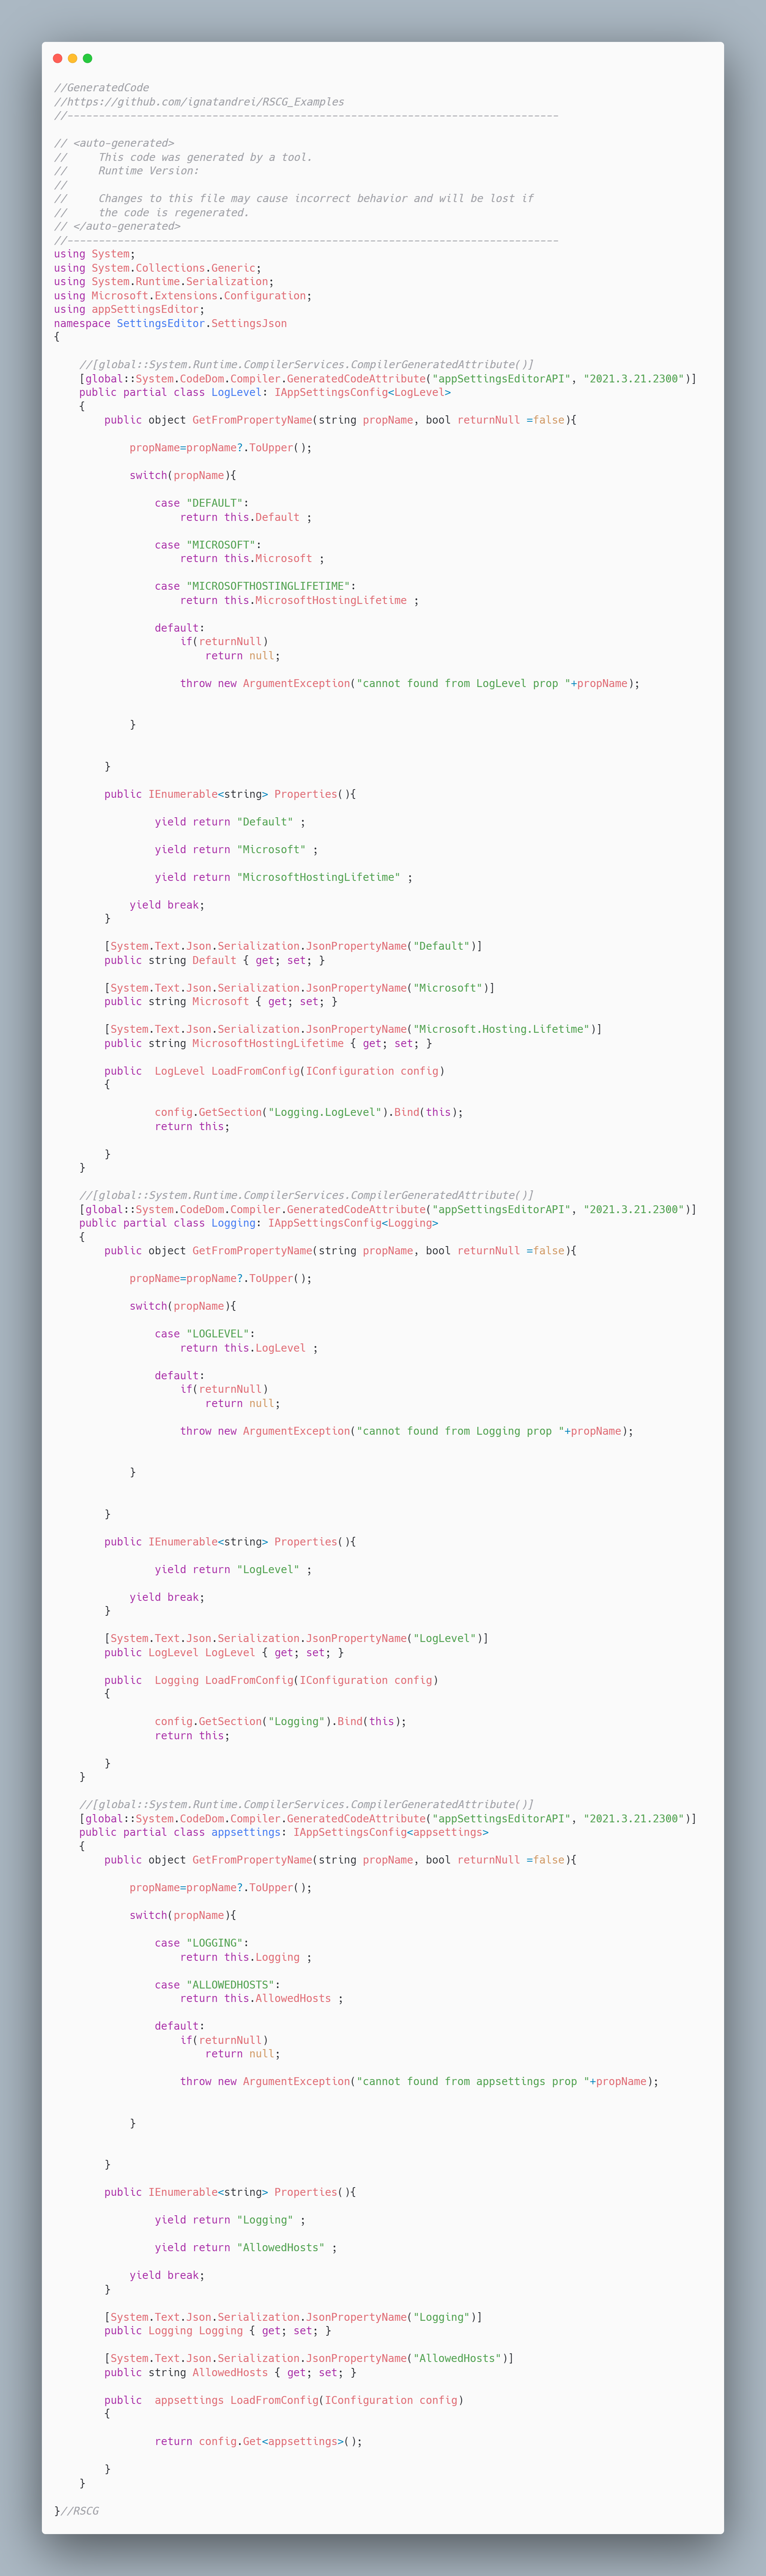 //GeneratedCode
//https://github.com/ignatandrei/RSCG_Examples
//------------------------------------------------------------------------------

// <auto-generated>
//     This code was generated by a tool.
//     Runtime Version:
//
//     Changes to this file may cause incorrect behavior and will be lost if
//     the code is regenerated.
// </auto-generated>
//------------------------------------------------------------------------------
using System;
using System.Collections.Generic;
using System.Runtime.Serialization;
using Microsoft.Extensions.Configuration;
using appSettingsEditor;
namespace SettingsEditor.SettingsJson
{

    //[global::System.Runtime.CompilerServices.CompilerGeneratedAttribute()]
    [global::System.CodeDom.Compiler.GeneratedCodeAttribute("appSettingsEditorAPI", "2021.3.21.2300")]
    public partial class LogLevel: IAppSettingsConfig<LogLevel>
    {
        public object GetFromPropertyName(string propName, bool returnNull =false){

            propName=propName?.ToUpper();

            switch(propName){

                case "DEFAULT":
                    return this.Default ;

                case "MICROSOFT":
                    return this.Microsoft ;

                case "MICROSOFTHOSTINGLIFETIME":
                    return this.MicrosoftHostingLifetime ;

                default:
                    if(returnNull)
                        return null;

                    throw new ArgumentException("cannot found from LogLevel prop "+propName);


            }


        }

        public IEnumerable<string> Properties(){

                yield return "Default" ;

                yield return "Microsoft" ;

                yield return "MicrosoftHostingLifetime" ;

            yield break;
        }

        [System.Text.Json.Serialization.JsonPropertyName("Default")]
        public string Default { get; set; }

        [System.Text.Json.Serialization.JsonPropertyName("Microsoft")]
        public string Microsoft { get; set; }

        [System.Text.Json.Serialization.JsonPropertyName("Microsoft.Hosting.Lifetime")]
        public string MicrosoftHostingLifetime { get; set; }

        public  LogLevel LoadFromConfig(IConfiguration config)
        {

                config.GetSection("Logging.LogLevel").Bind(this);
                return this;

        }
    }

    //[global::System.Runtime.CompilerServices.CompilerGeneratedAttribute()]
    [global::System.CodeDom.Compiler.GeneratedCodeAttribute("appSettingsEditorAPI", "2021.3.21.2300")]
    public partial class Logging: IAppSettingsConfig<Logging>
    {
        public object GetFromPropertyName(string propName, bool returnNull =false){

            propName=propName?.ToUpper();

            switch(propName){

                case "LOGLEVEL":
                    return this.LogLevel ;

                default:
                    if(returnNull)
                        return null;

                    throw new ArgumentException("cannot found from Logging prop "+propName);


            }


        }

        public IEnumerable<string> Properties(){

                yield return "LogLevel" ;

            yield break;
        }

        [System.Text.Json.Serialization.JsonPropertyName("LogLevel")]
        public LogLevel LogLevel { get; set; }

        public  Logging LoadFromConfig(IConfiguration config)
        {

                config.GetSection("Logging").Bind(this);
                return this;

        }
    }

    //[global::System.Runtime.CompilerServices.CompilerGeneratedAttribute()]
    [global::System.CodeDom.Compiler.GeneratedCodeAttribute("appSettingsEditorAPI", "2021.3.21.2300")]
    public partial class appsettings: IAppSettingsConfig<appsettings>
    {
        public object GetFromPropertyName(string propName, bool returnNull =false){

            propName=propName?.ToUpper();

            switch(propName){

                case "LOGGING":
                    return this.Logging ;

                case "ALLOWEDHOSTS":
                    return this.AllowedHosts ;

                default:
                    if(returnNull)
                        return null;

                    throw new ArgumentException("cannot found from appsettings prop "+propName);


            }


        }

        public IEnumerable<string> Properties(){

                yield return "Logging" ;

                yield return "AllowedHosts" ;

            yield break;
        }

        [System.Text.Json.Serialization.JsonPropertyName("Logging")]
        public Logging Logging { get; set; }

        [System.Text.Json.Serialization.JsonPropertyName("AllowedHosts")]
        public string AllowedHosts { get; set; }

        public  appsettings LoadFromConfig(IConfiguration config)
        {

                return config.Get<appsettings>();

        }
    }

}//RSCG